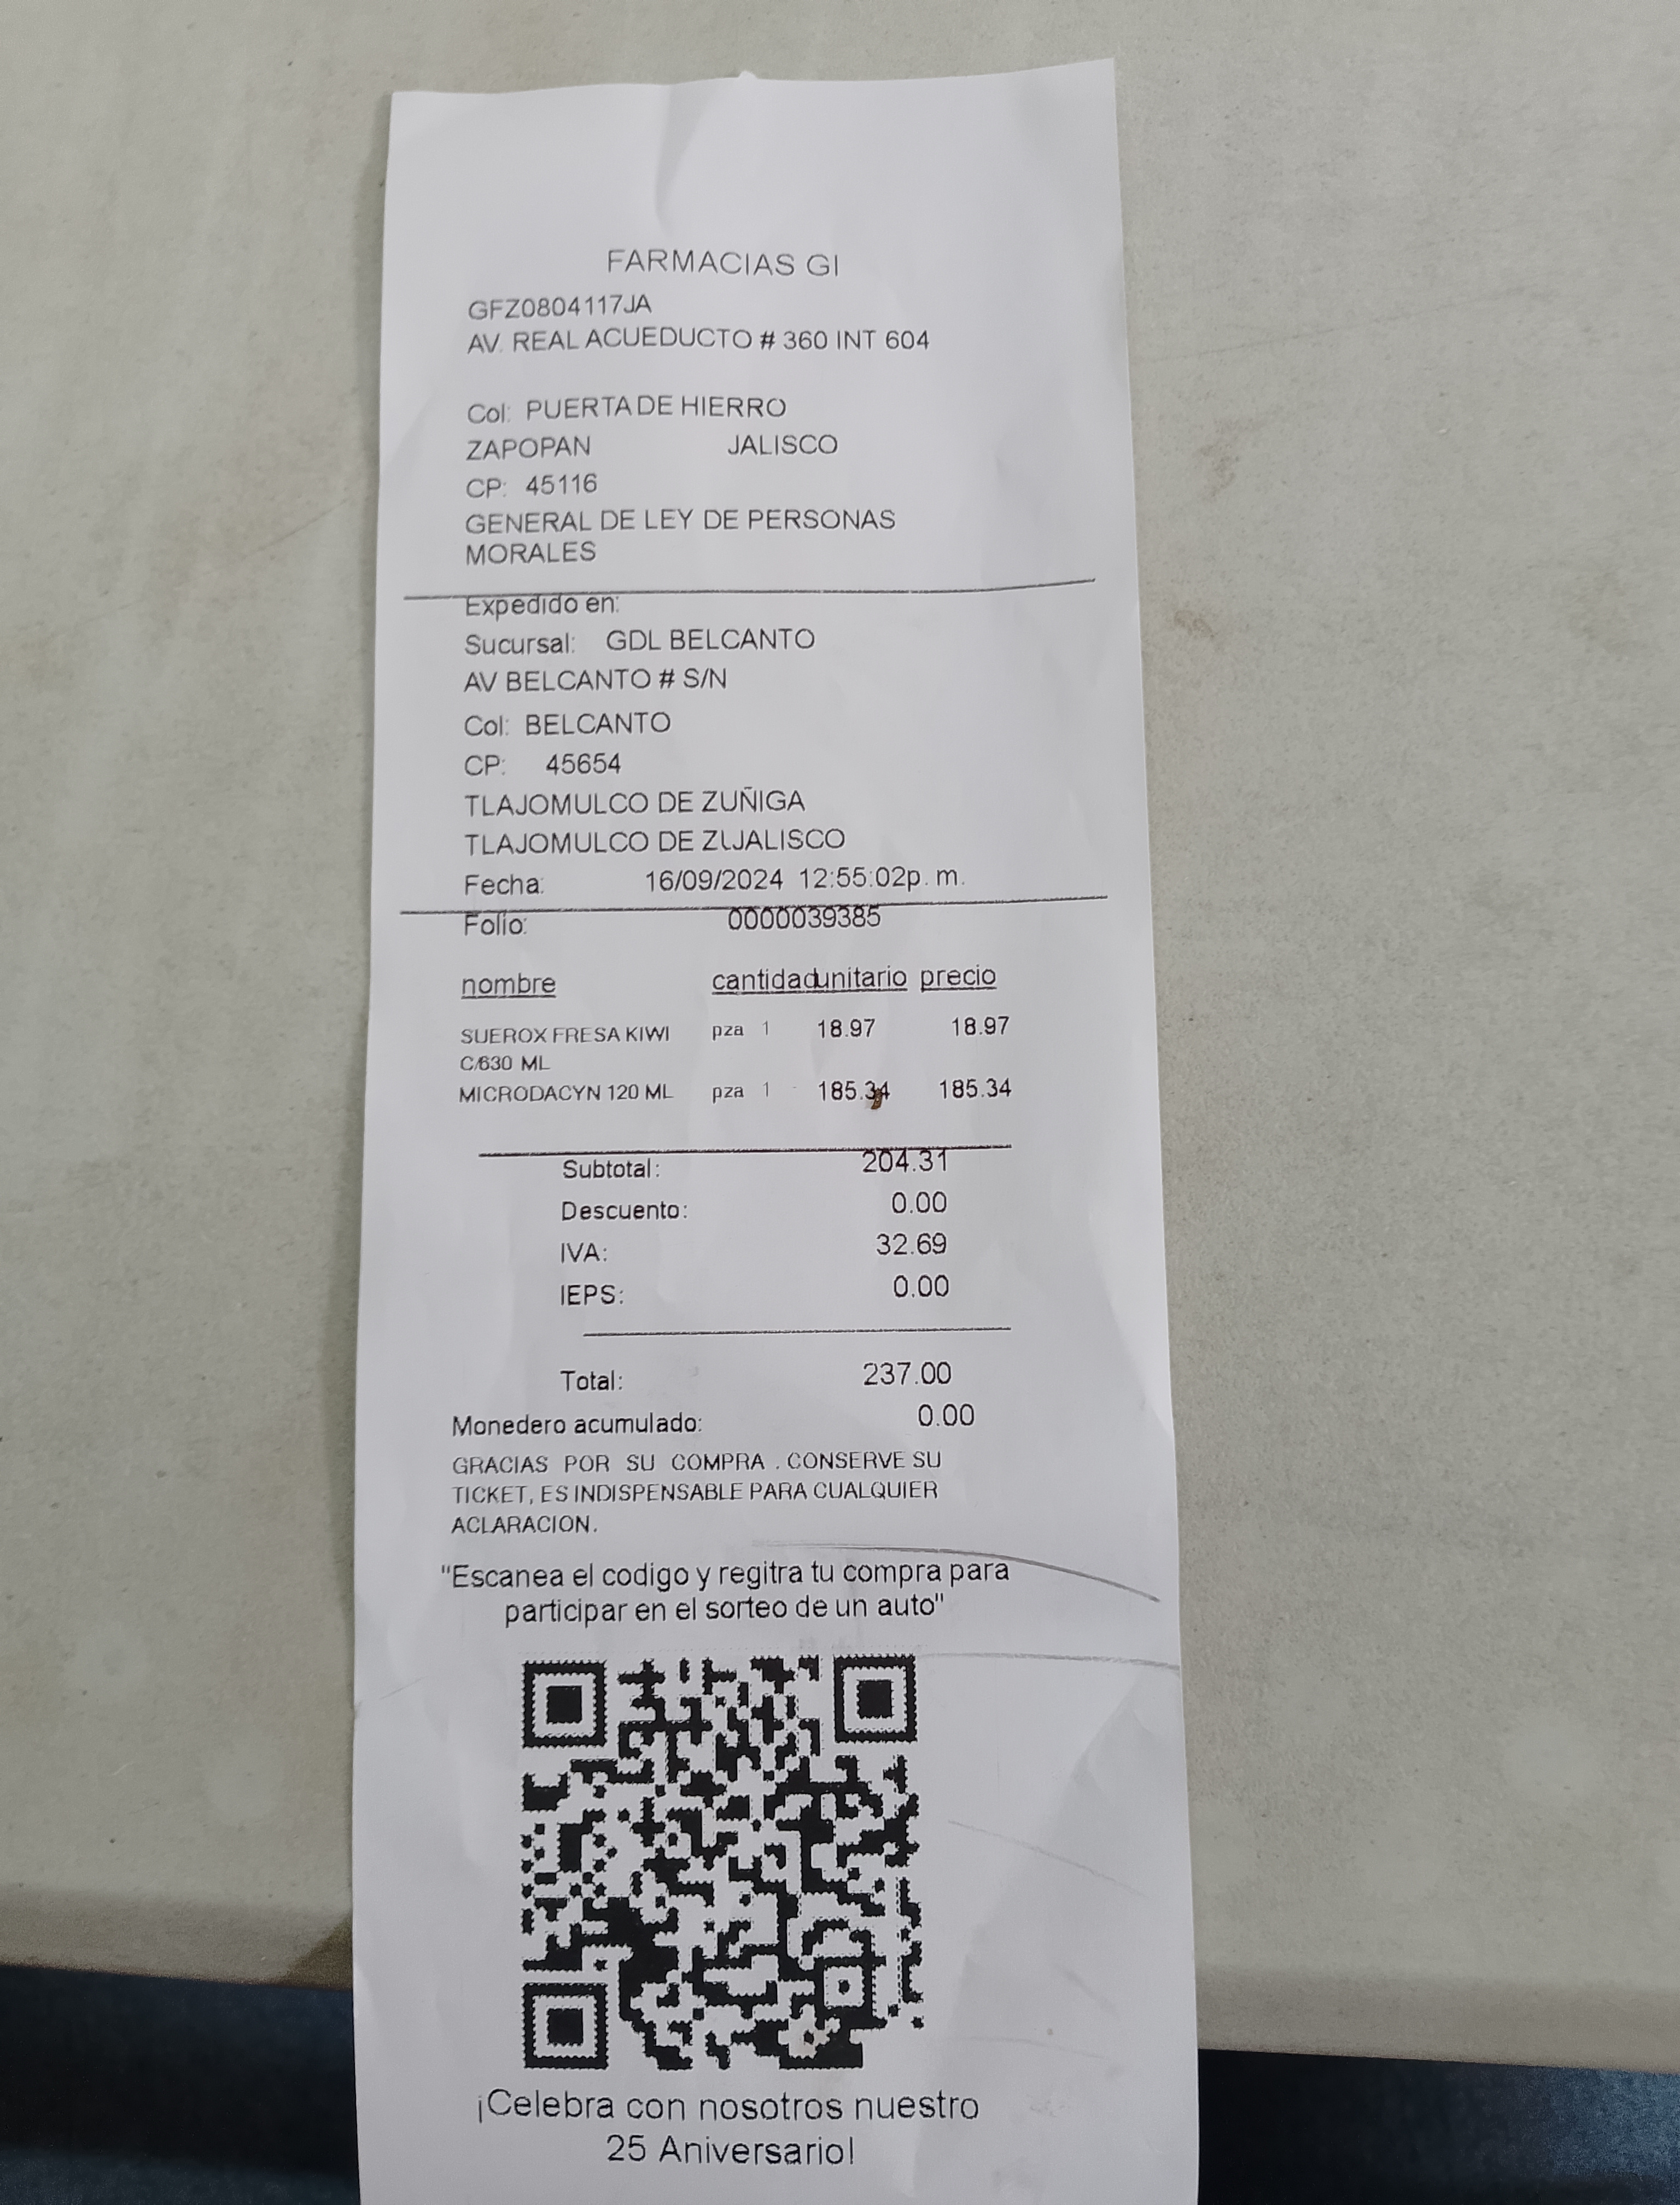 FARMACIAS GI
GFZ0804117JA
AV. REAL ACUEDUCTO # 360 INT 604
Col: PUERTA DE HIERRO
ZAPOPAN JALISCO
CP: 45116
GENERAL DE LEY DE PERSONAS
MORALES
Expedido en:
Sucursal: GDL BELCANTO
AV BELCANTO # S/N
Col: BELCANTO
CP: 45654
TLAJOMULCO DE ZUÑIGA
TLAJOMULCO DE ZUJALISCO
Fecha: 16/09/2024 12:55:02p. m.
Folio: 0000039385
nombre cantidad unitario precio
SUEROX FRESA KIWI pza 1 18.97 18.97
C/630 ML
MICRODACYN 120 ML pza 1 185.34 185.34
Subtotal: 204.31
Descuento: 0.00
IVA: 32.69
IEPS: 0.00
Total: 237.00
Monedero acumulado: 0.00
GRACIAS POR SU COMPRA . CONSERVE SU
TICKET, ES INDISPENSABLE PARA CUALQUIER
ACLARACION.
"Escanea el codigo y regitra tu compra para
participar en el sorteo de un auto"
¡Celebra con nosotros nuestro
25 Aniversario!